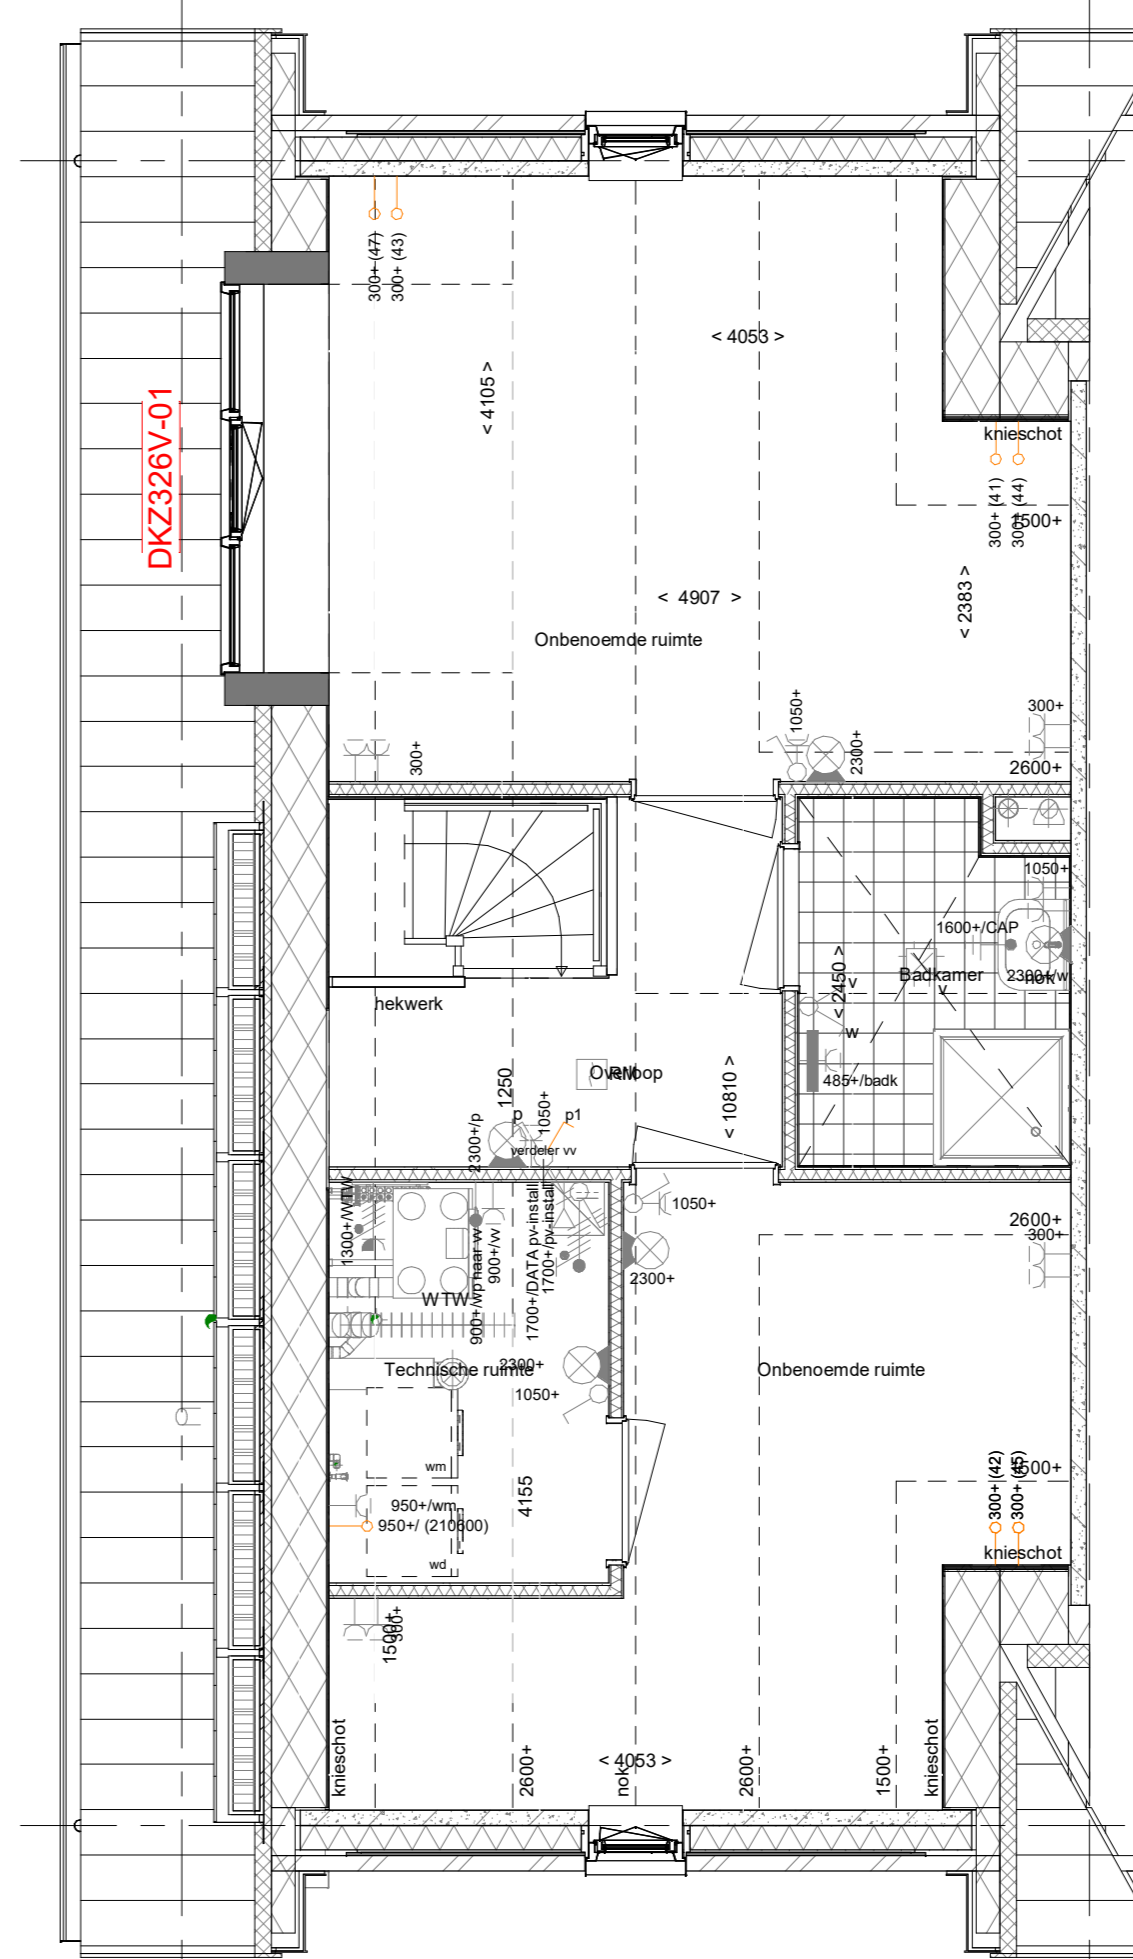 300+ (47)
300+ (43)
< 4053 >
< 4105 >
DKZ326V-01
knieschot
300+ (41)
300+ (44)
1500+
< 2383 >
< 4907 >
Onbenoemde ruimte
300+
1050+
2300+
300+
2600+
1050+
1600+/CAP
Badkamer
2300+/w
nok
< 2450 >
v
v
w
485+/badk
hekwerk
Overloop
RM
1250
< 10810 >
2300+/p
p
1050+
p1
verdeler vv
1300+/WTW
900+/wp naar vv
900+/w
1700+/DATA pv-install
1700+/pv-install
WTW
1050+
2300+
2600+
300+
Technische ruimte
2300+
1050+
Onbenoemde ruimte
wm
950+/wm
950+/ (210600)
wd
4155
300+ (42)
300+ (45)
1500+
knieschot
1500+
300+
knieschot
2600+
< 4053 >
nok
2600+
1500+
knieschot